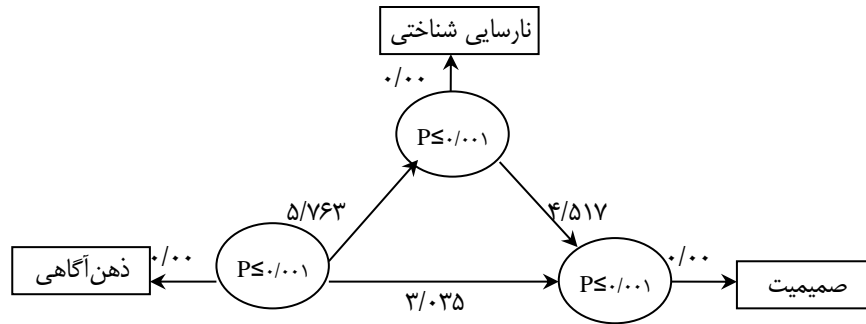 نارسایی شناختی
۰/۰۰
P≤۰/۰۰۱
۵/۷۶۳
۴/۵۱۷
ذهن‌آگاهی
۰/۰۰
P≤۰/۰۰۱
۳/۰۳۵
P≤۰/۰۰۱
۰/۰۰
صمیمیت